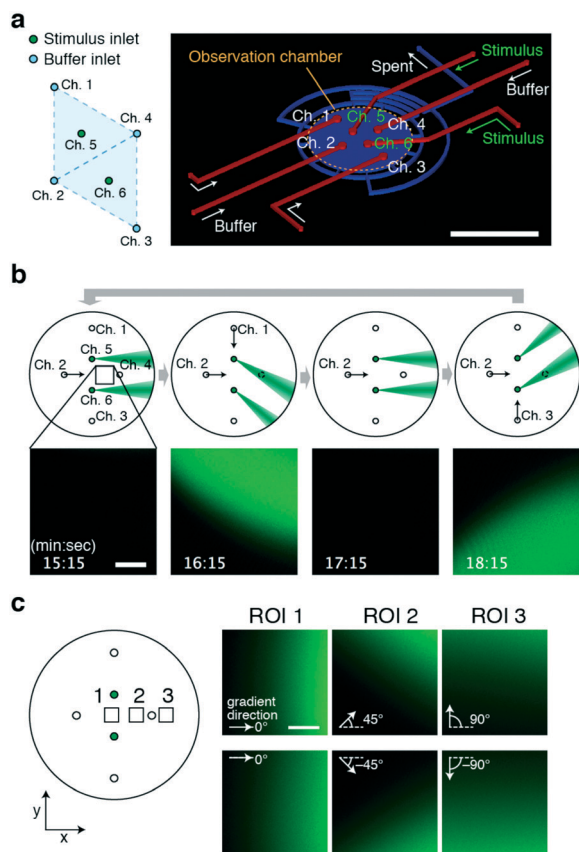 a
Stimulus inlet
Buffer inlet
Ch. 1
Ch. 4
Ch. 5
Ch. 2
Ch. 6
Ch. 3
Observation chamber
Spent
Stimulus
Buffer
Ch. 1
Ch. 5
Ch. 4
Ch. 2
Ch. 6
Ch. 3
Stimulus
Buffer
b
Ch. 1
Ch. 5
Ch. 2
Ch. 4
Ch. 6
Ch. 3
Ch. 1
Ch. 2
Ch. 2
Ch. 2
Ch. 3
(min:sec)
15:15
16:15
17:15
18:15
c
1 2 3
y
x
ROI 1 ROI 2 ROI 3
gradient
direction
0°
45°
90°
0°
−45°
−90°